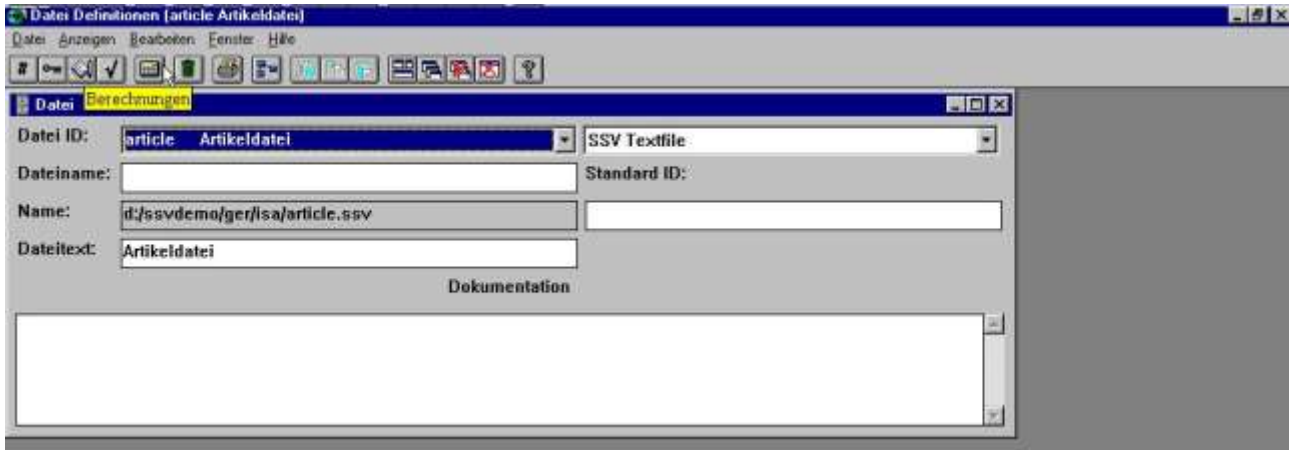 Datei Definitionen (article Artikeldatei)
Datei Anzeigen Bearbeiten Fenster Hilfe
Berechnungen
Datei
Datei ID: article Artikeldatei SSV Textfile
Dateiname: Standard ID:
Name: d:/ssvdemo/ger/isa/article.ssv
Dateitext: Artikeldatei
Dokumentation